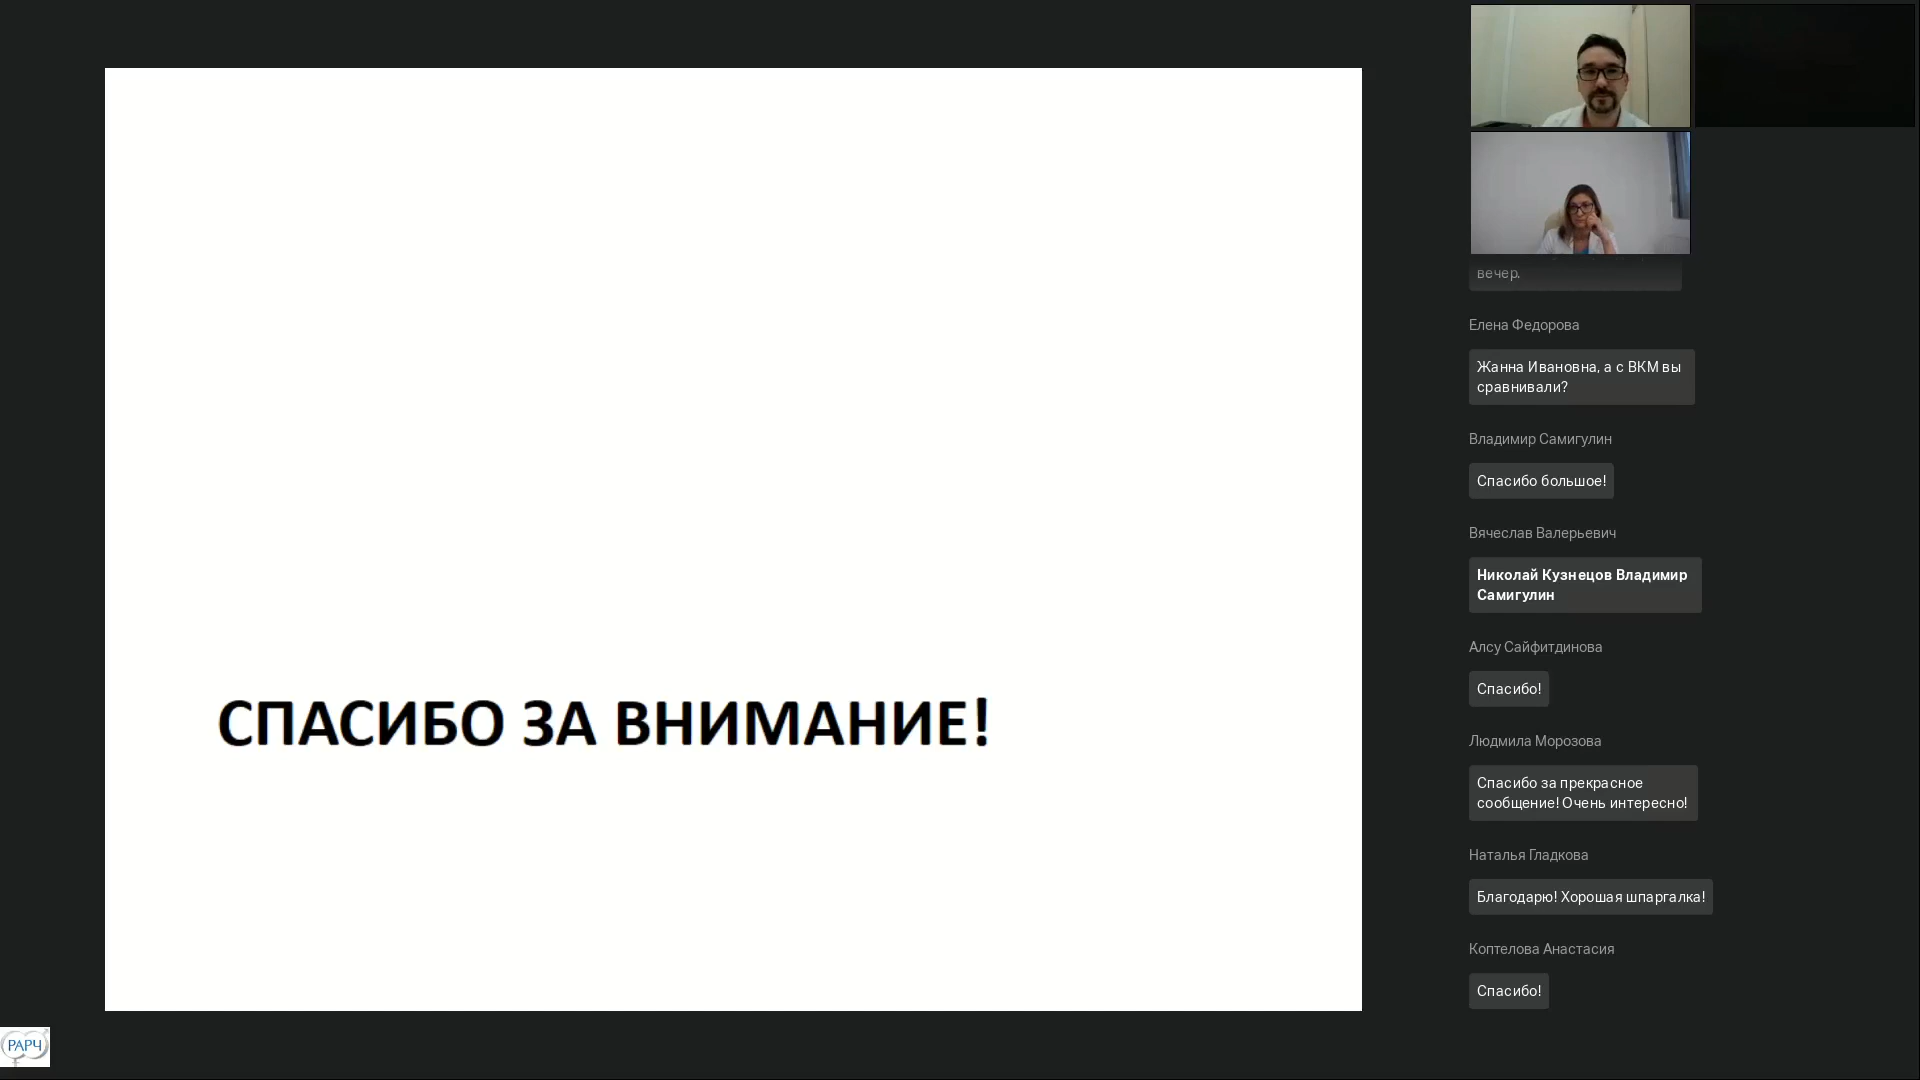 СПАСИБО ЗА ВНИМАНИЕ!
вечер.
Елена Федорова
Жанна Ивановна, а с ВКМ вы
сравнивали?
Владимир Самигулин
Спасибо большое!
Вячеслав Валерьевич
Николай Кузнецов Владимир
Самигулин
Алсу Сайфитдинова
Спасибо!
Людмила Морозова
Спасибо за прекрасное
сообщение! Очень интересно!
Наталья Гладкова
Благодарю! Хорошая шпаргалка!
Коптелова Анастасия
Спасибо!
РАРЧ